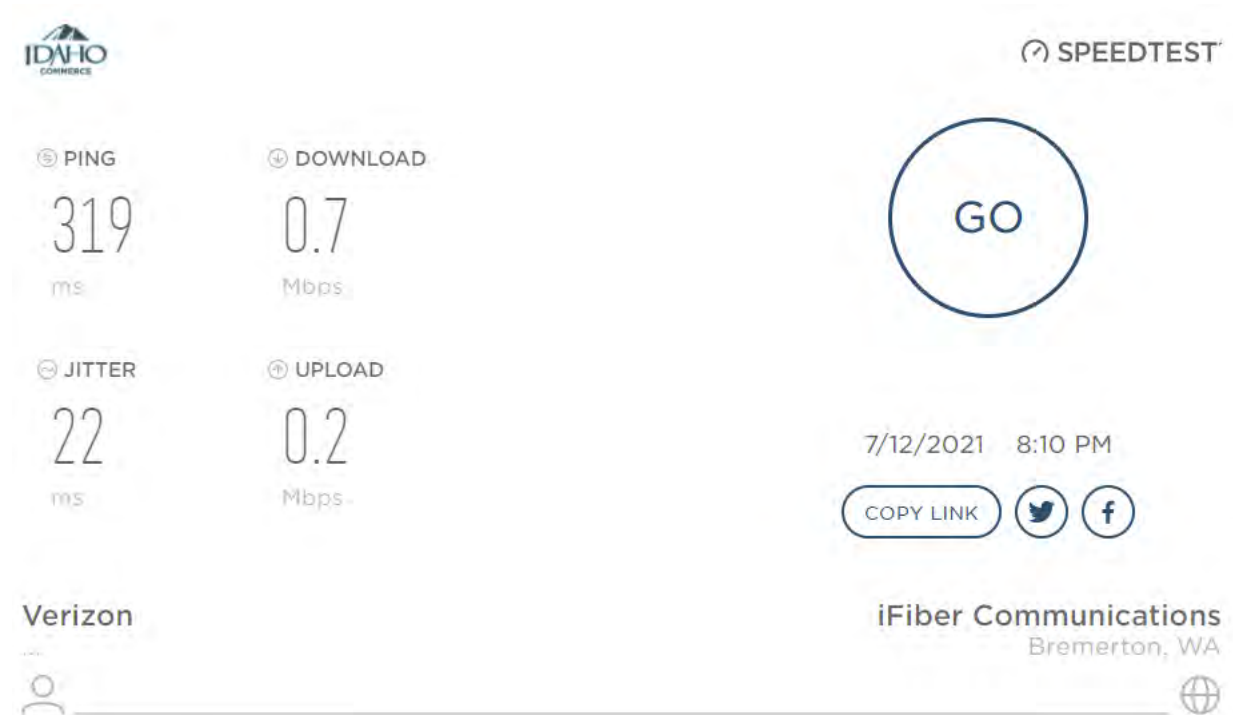 IDAHO
COMMERCE
SPEEDTEST
PING
319
ms
DOWNLOAD
0.7
Mbps
GO
JITTER
22
ms
UPLOAD
0.2
Mbps
7/12/2021 8:10 PM
COPY LINK
Verizon
iFiber Communications
Bremerton, WA